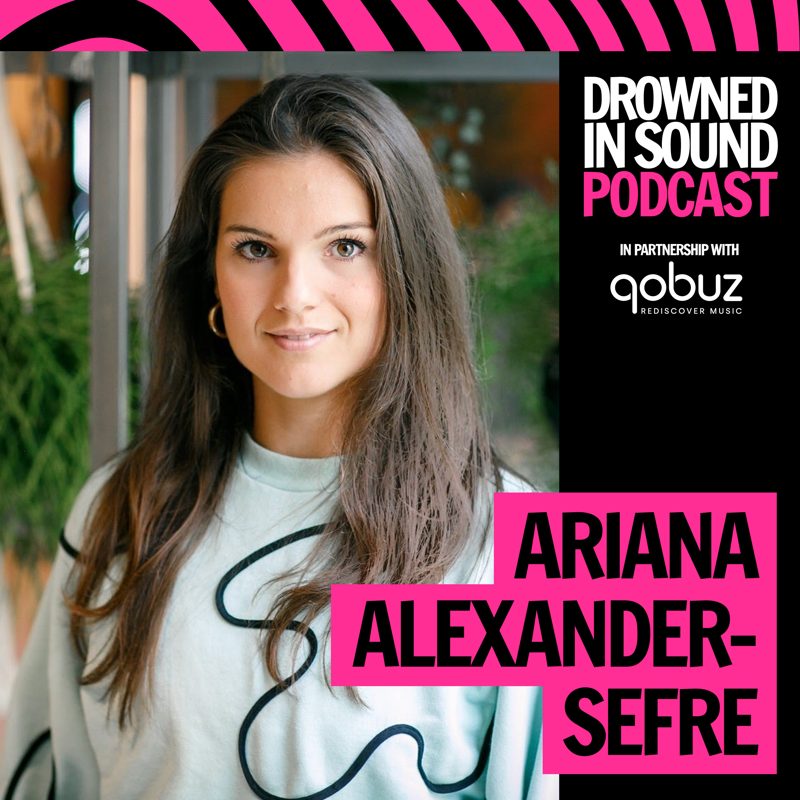 DROWNED
IN SOUND
PODCAST
IN PARTNERSHIP WITH
qobuz
REDISCOVER MUSIC
ARIANA
ALEXANDER-
SEFRE